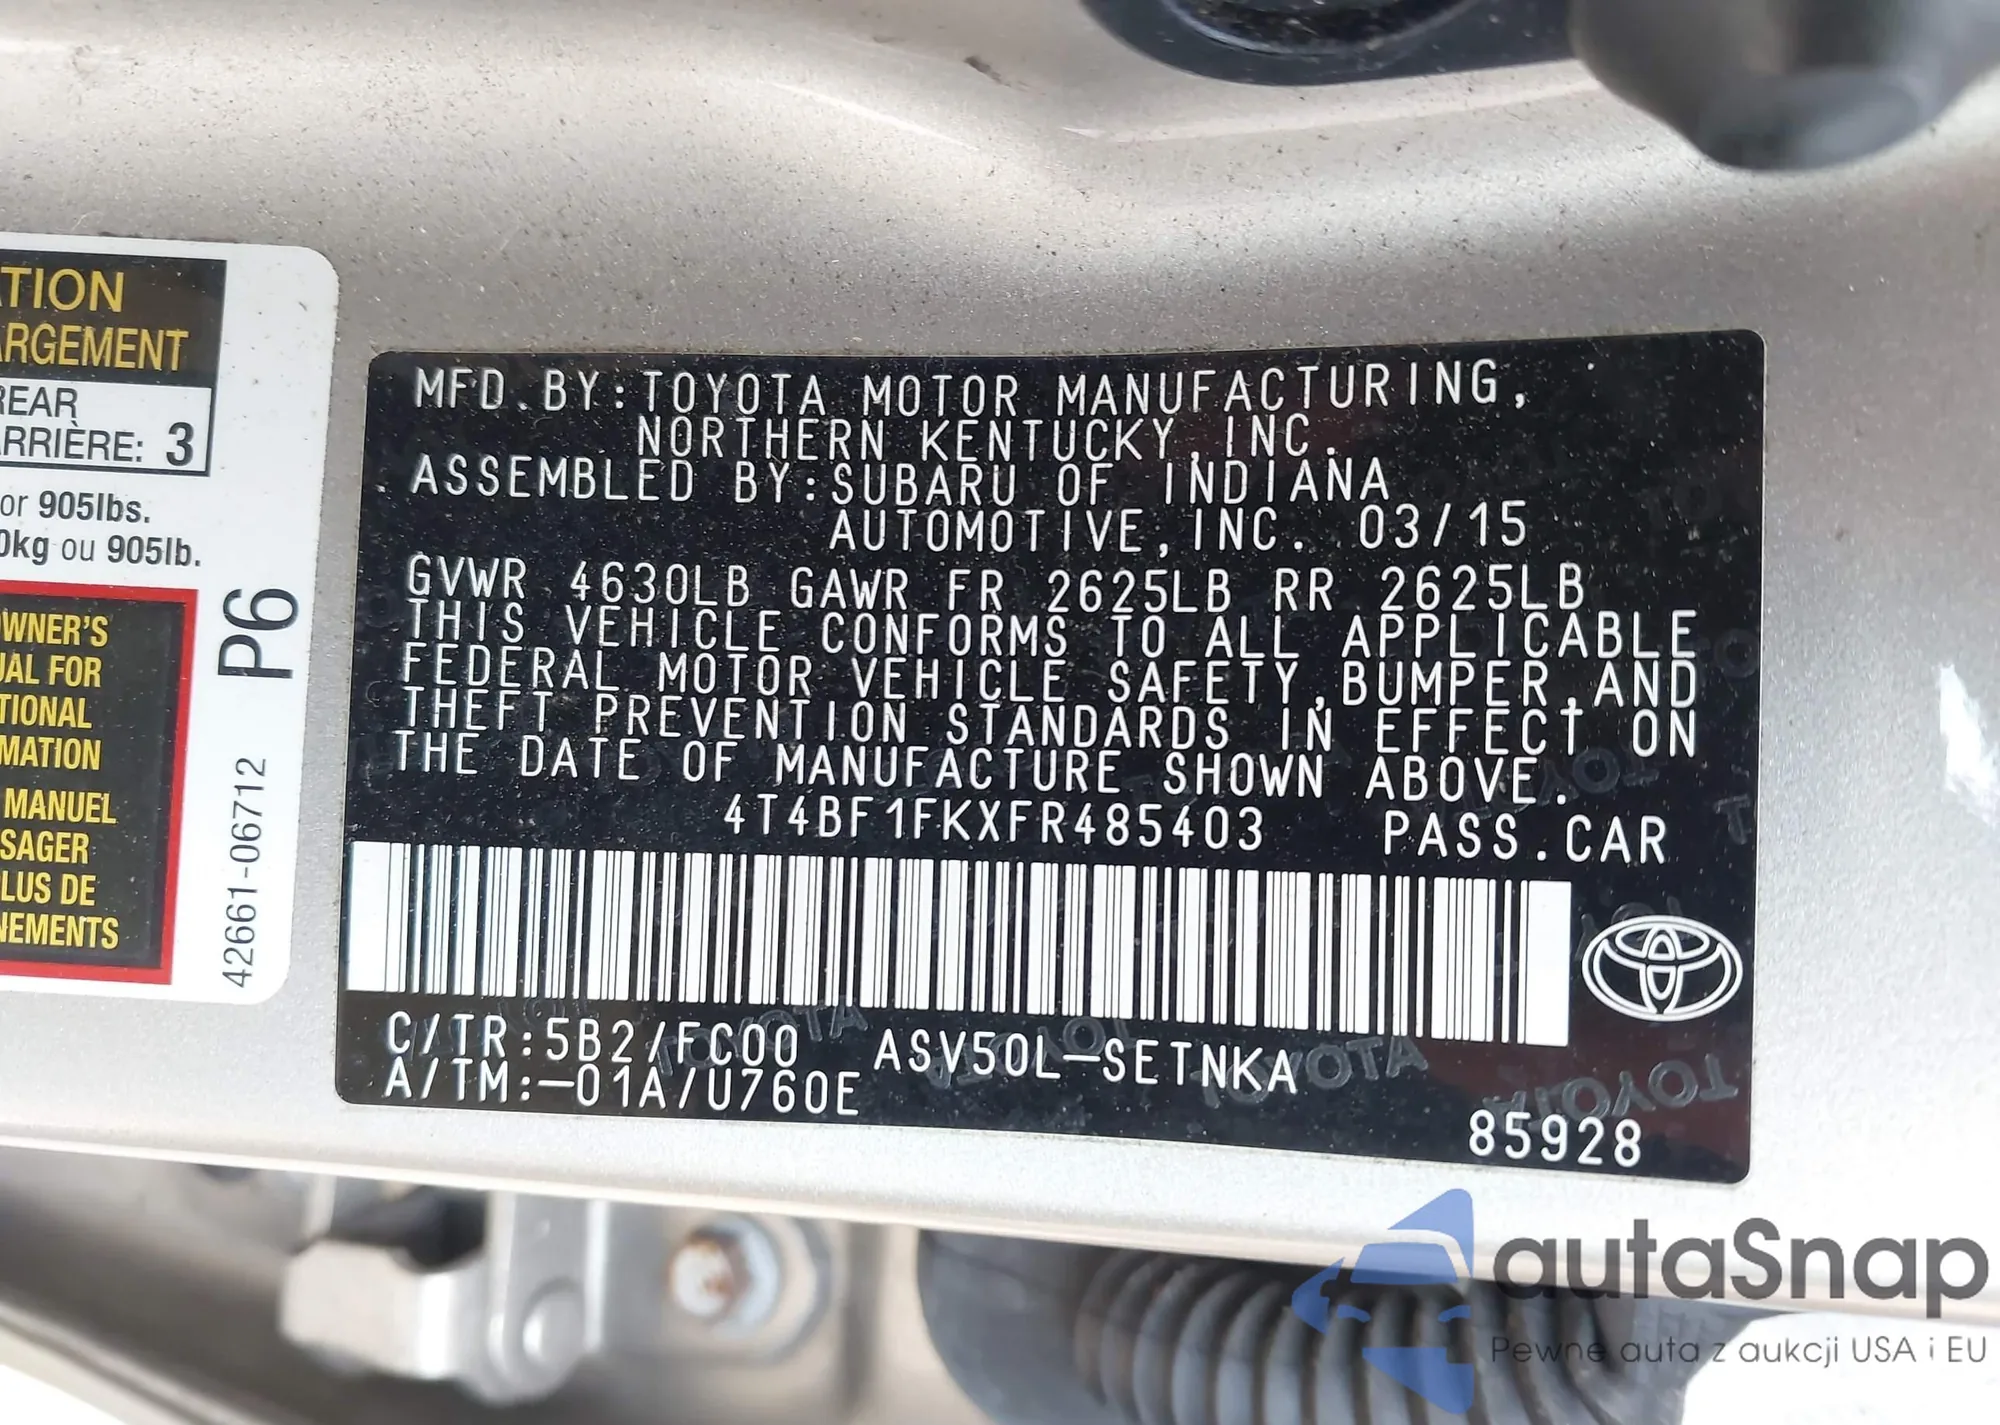 ATION
ARGEMENT
REAR
ARRIÈRE: 3
or 905lbs.
0kg ou 905lb.
OWNER'S
UAL FOR
TIONAL
MATION
MANUEL
SAGER
LUS DE
NEMENTS
P6
42661-06712
MFD.BY:TOYOTA MOTOR MANUFACTURING,
NORTHERN KENTUCKY,INC.
ASSEMBLED BY:SUBARU OF INDIANA
AUTOMOTIVE,INC. 03/15
GVWR 4630LB GAWR FR 2625LB RR 2625LB
THIS VEHICLE CONFORMS TO ALL APPLICABLE
FEDERAL MOTOR VEHICLE SAFETY,BUMPER,AND
THEFT PREVENTION STANDARDS IN EFFECT ON
THE DATE OF MANUFACTURE SHOWN ABOVE.
4T4BF1FKXFR485403 PASS.CAR
C/TR:5B2/FC00 ASV50L-SETNKA
A/TM:-01A/U760E
85928
autaSnap
Pewne auta z aukcji USA i EU